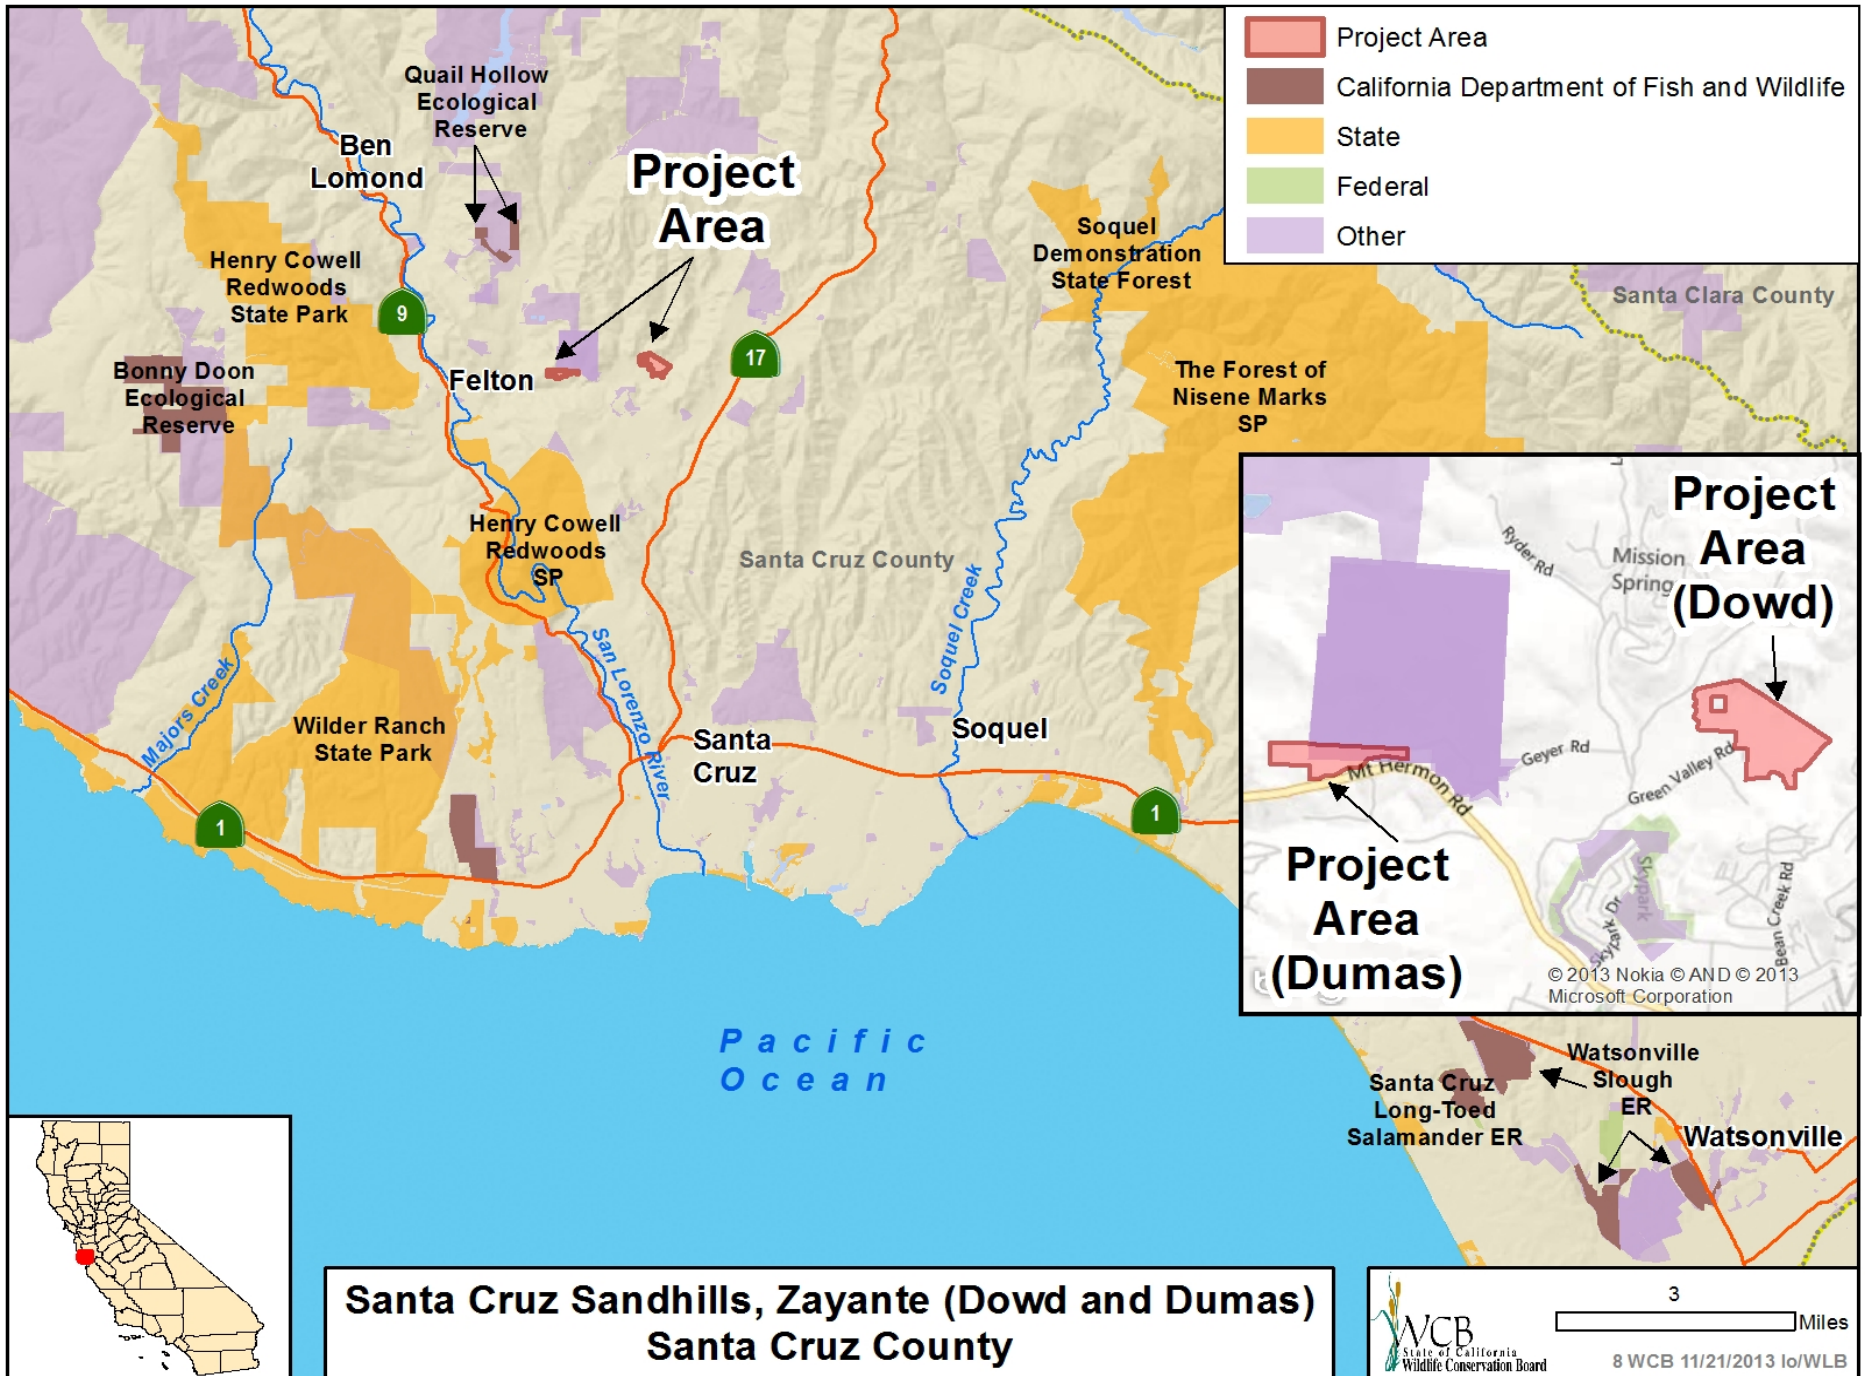 Project Area
California Department of Fish and Wildlife
State
Federal
Other
Quail Hollow
Ecological
Reserve
Ben
Lomond
Project
Area
Henry Cowell
Redwoods
State Park
9
17
Felton
Bonny Doon
Ecological
Reserve
Soquel
Demonstration
State Forest
Santa Clara County
The Forest of
Nisene Marks
SP
Henry Cowell
Redwoods
SP
Santa Cruz County
Soquel Creek
San Lorenzo River
Majors Creek
Wilder Ranch
State Park
Santa
Cruz
Soquel
1
1
Project
Area
(Dowd)
Ryder Rd
Mission
Spring
Geyer Rd
Green Valley Rd
Mt Hermon Rd
Project
Area
(Dumas)
Skypark
Skypark Dr
Bean Creek Rd
© 2013 Nokia © AND © 2013
Microsoft Corporation
Pacific
Ocean
Watsonville
Slough
ER
Santa Cruz
Long-Toed
Salamander ER
Watsonville
Santa Cruz Sandhills, Zayante (Dowd and Dumas)
Santa Cruz County
WCB
State of California
Wildlife Conservation Board
3
Miles
8 WCB 11/21/2013 lo/WLB